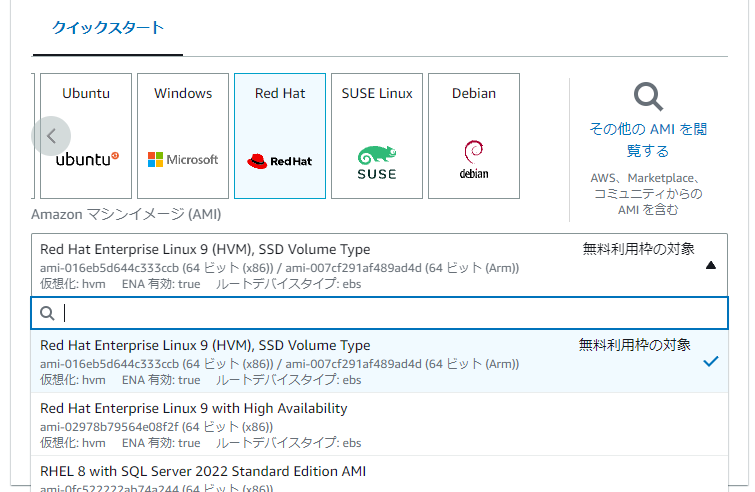 クイックスタート
Ubuntu
Windows
Red Hat
SUSE Linux
Debian
ubuntu
Microsoft
Red Hat
SUSE
debian
その他の AMI を閲
覧する
AWS、Marketplace、
コミュニティからの
AMI を含む
Amazon マシンイメージ (AMI)
Red Hat Enterprise Linux 9 (HVM), SSD Volume Type
無料利用枠の対象
ami-016eb5d644c333ccb (64 ビット (x86)) / ami-007cf291af489ad4d (64 ビット (Arm))
仮想化: hvm ENA 有効: true ルートデバイスタイプ: ebs
Red Hat Enterprise Linux 9 (HVM), SSD Volume Type
無料利用枠の対象
ami-016eb5d644c333ccb (64 ビット (x86)) / ami-007cf291af489ad4d (64 ビット (Arm))
仮想化: hvm ENA 有効: true ルートデバイスタイプ: ebs
Red Hat Enterprise Linux 9 with High Availability
ami-02978b79564e08f2f (64 ビット (x86))
仮想化: hvm ENA 有効: true ルートデバイスタイプ: ebs
RHEL 8 with SQL Server 2022 Standard Edition AMI
ami-0fc522222ab74a244 (64 ビット (x86))